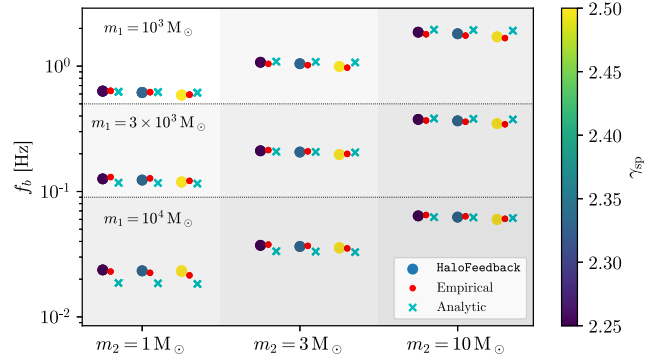 m₁ = 10³ M⊙
m₁ = 3 × 10³ M⊙
m₁ = 10⁴ M⊙
f_b [Hz]
10⁰
10⁻¹
10⁻²
m₂ = 1 M⊙
m₂ = 3 M⊙
m₂ = 10 M⊙
HaloFeedback
Empirical
Analytic
2.50
2.45
2.40
2.35
2.30
2.25
γ_sp